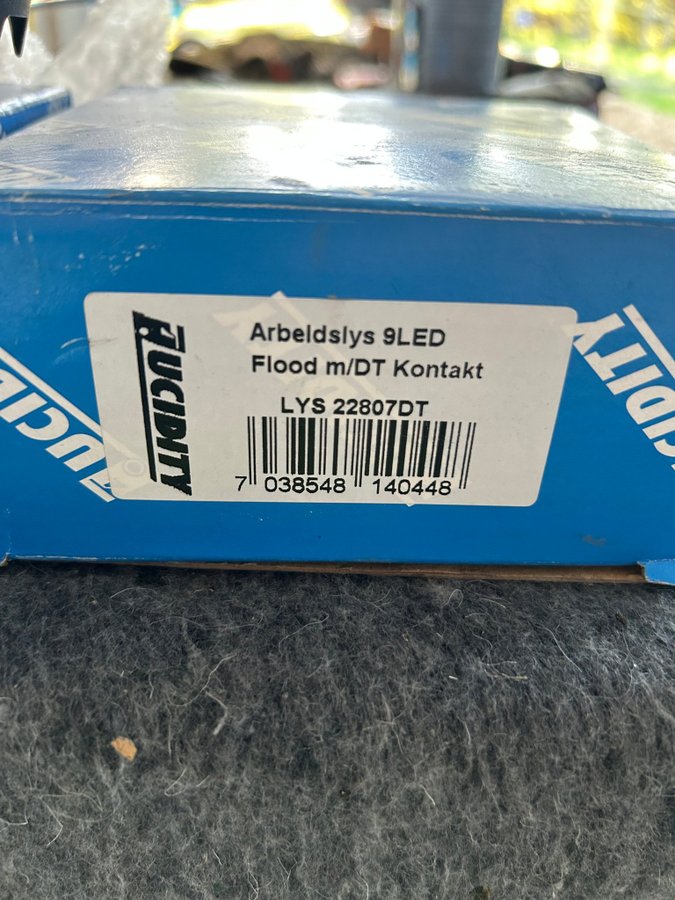 LUCIDITY
Arbeidslys 9LED
Flood m/DT Kontakt
LYS 22807DT
7 038548 140448